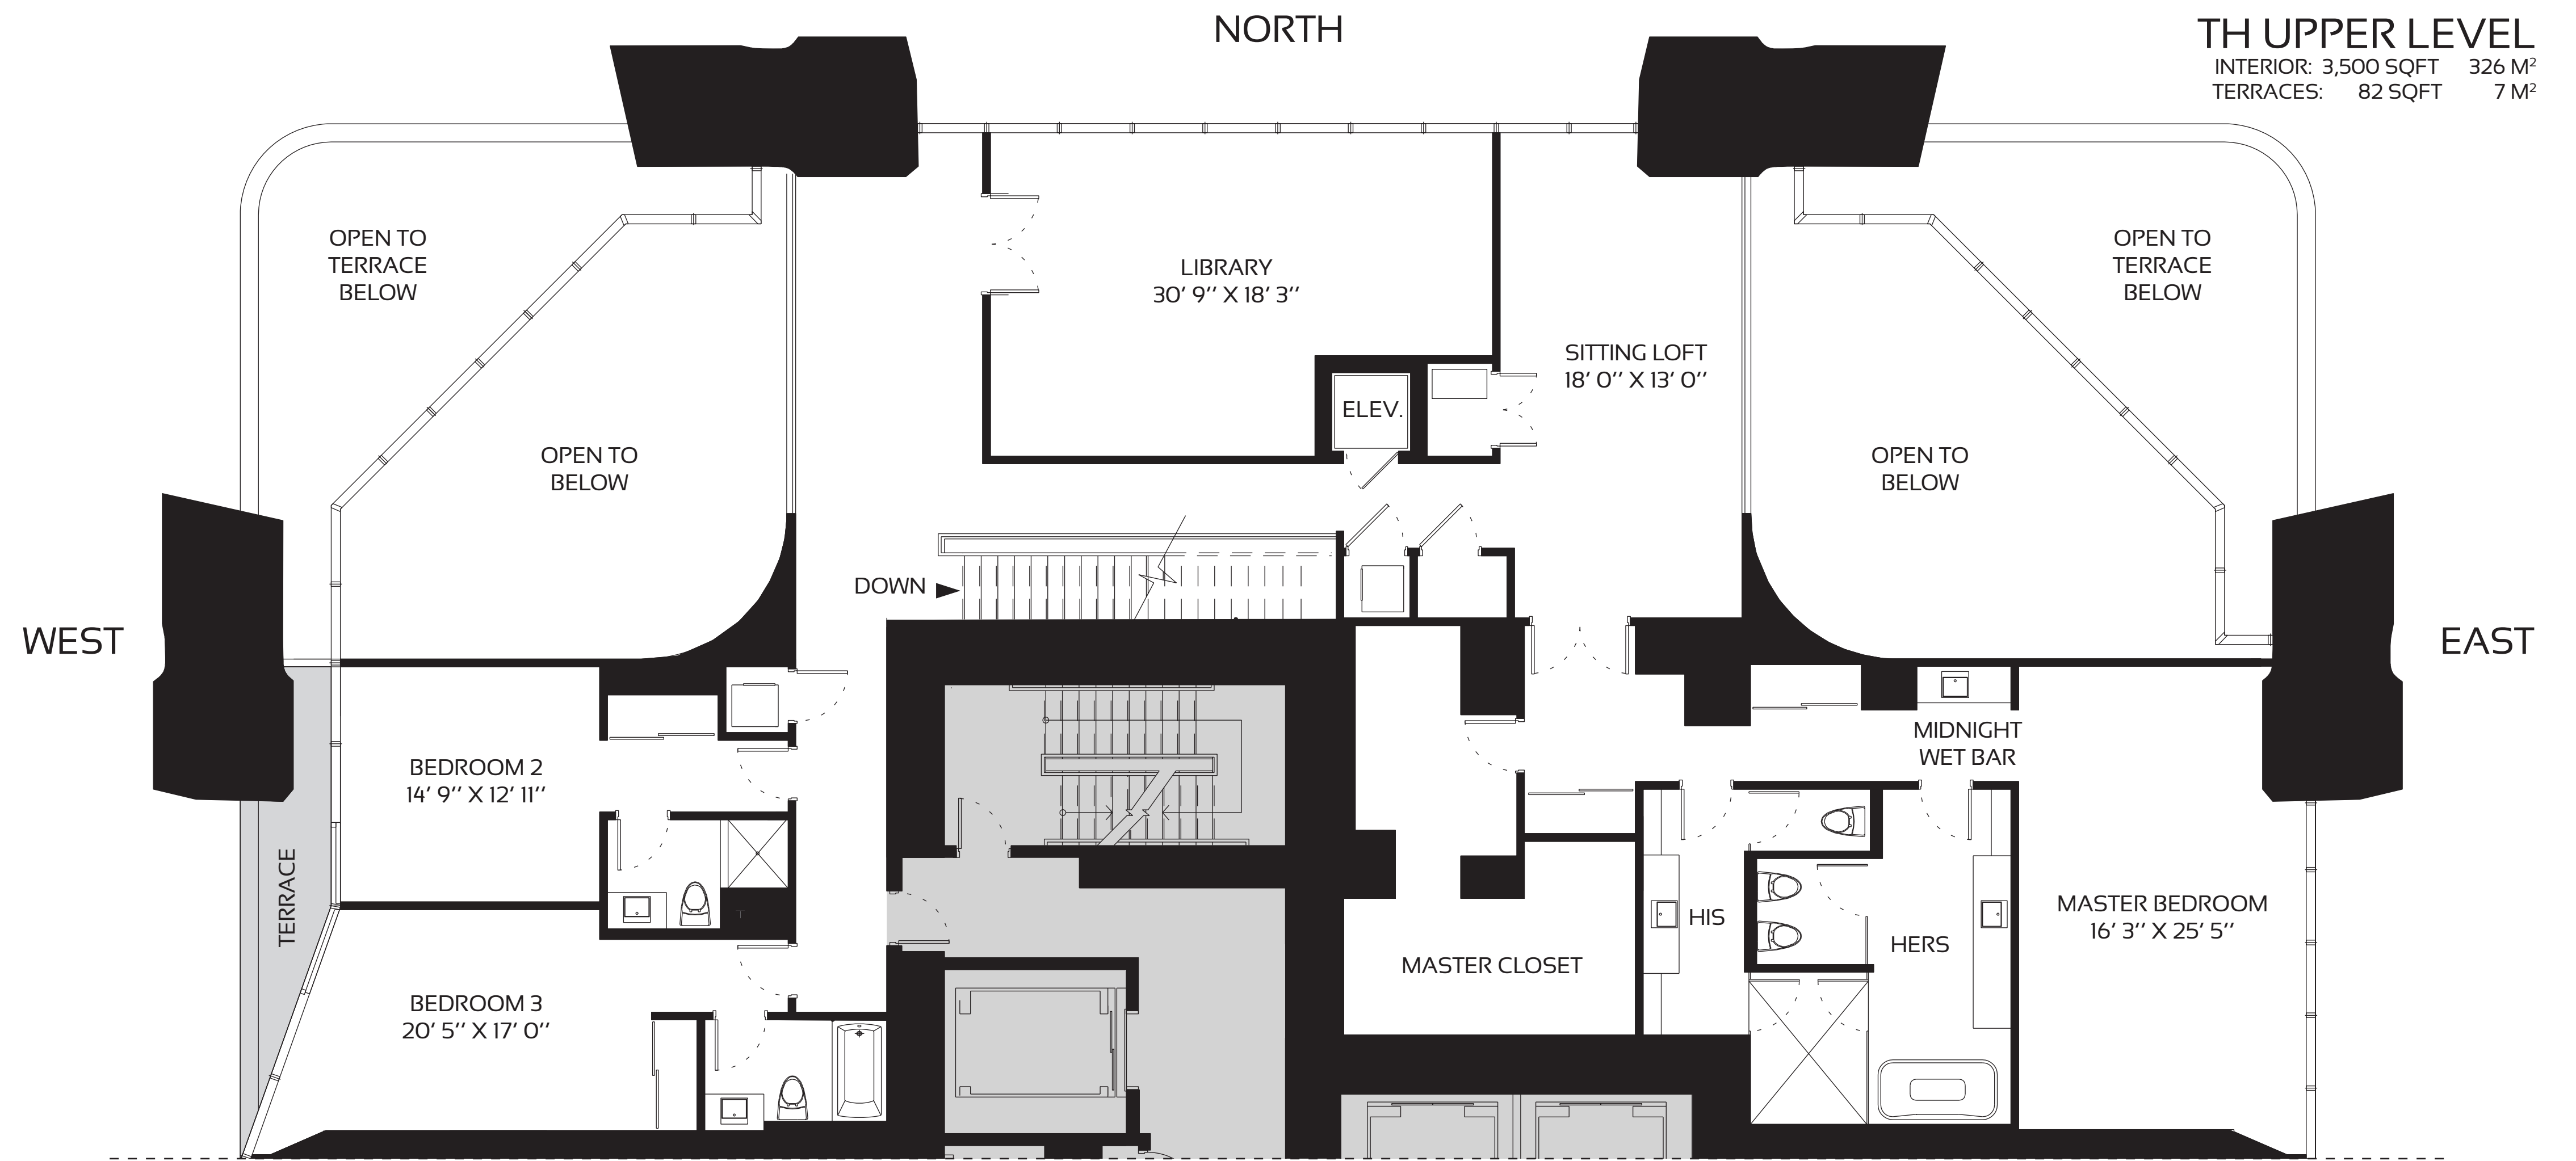 NORTH
TH UPPER LEVEL
INTERIOR: 3,500 SQFT 326 M²
TERRACES: 82 SQFT 7 M²
OPEN TO
TERRACE
BELOW
OPEN TO
TERRACE
BELOW
LIBRARY
30' 9'' X 18' 3''
SITTING LOFT
18' 0'' X 13' 0''
ELEV.
OPEN TO
BELOW
OPEN TO
BELOW
DOWN
WEST
EAST
MIDNIGHT
WET BAR
BEDROOM 2
14' 9'' X 12' 11''
TERRACE
HIS
HERS
MASTER BEDROOM
16' 3'' X 25' 5''
MASTER CLOSET
BEDROOM 3
20' 5'' X 17' 0''